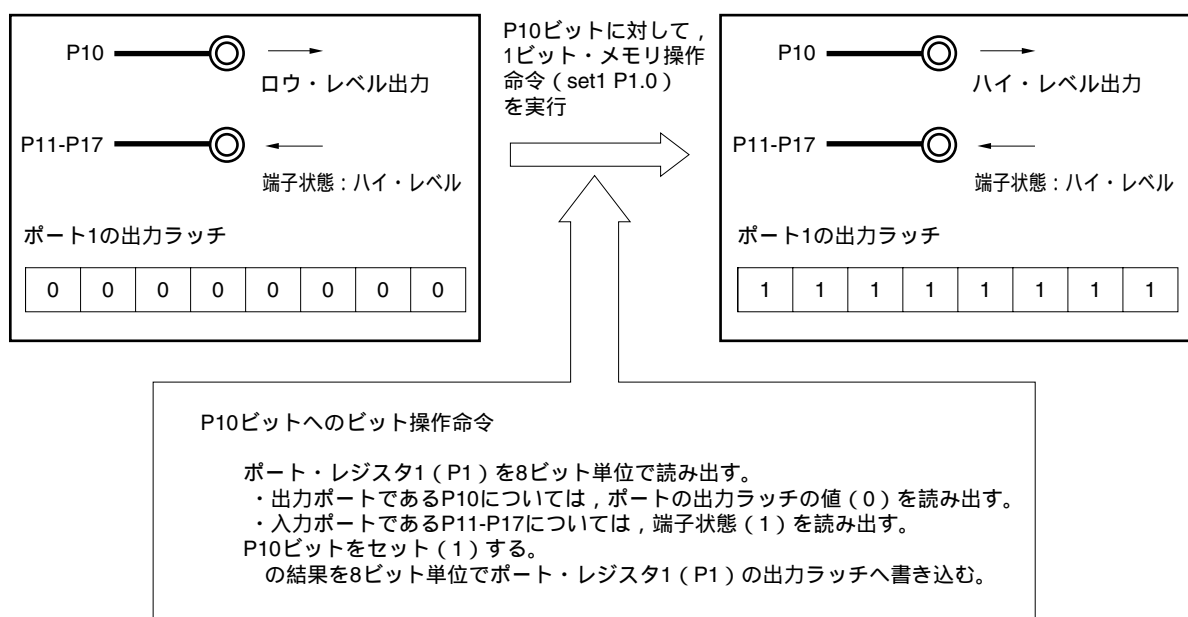 P10
ロウ・レベル出力
P11-P17
端子状態：ハイ・レベル
ポート1の出力ラッチ
0 0 0 0 0 0 0 0
P10ビットに対して，
1ビット・メモリ操作
命令（set1 P1.0）
を実行
P10
ハイ・レベル出力
P11-P17
端子状態：ハイ・レベル
ポート1の出力ラッチ
1 1 1 1 1 1 1 1
P10ビットへのビット操作命令
ポート・レジスタ1（P1）を8ビット単位で読み出す。
・出力ポートであるP10については，ポートの出力ラッチの値（0）を読み出す。
・入力ポートであるP11-P17については，端子状態（1）を読み出す。
P10ビットをセット（1）する。
の結果を8ビット単位でポート・レジスタ1（P1）の出力ラッチへ書き込む。